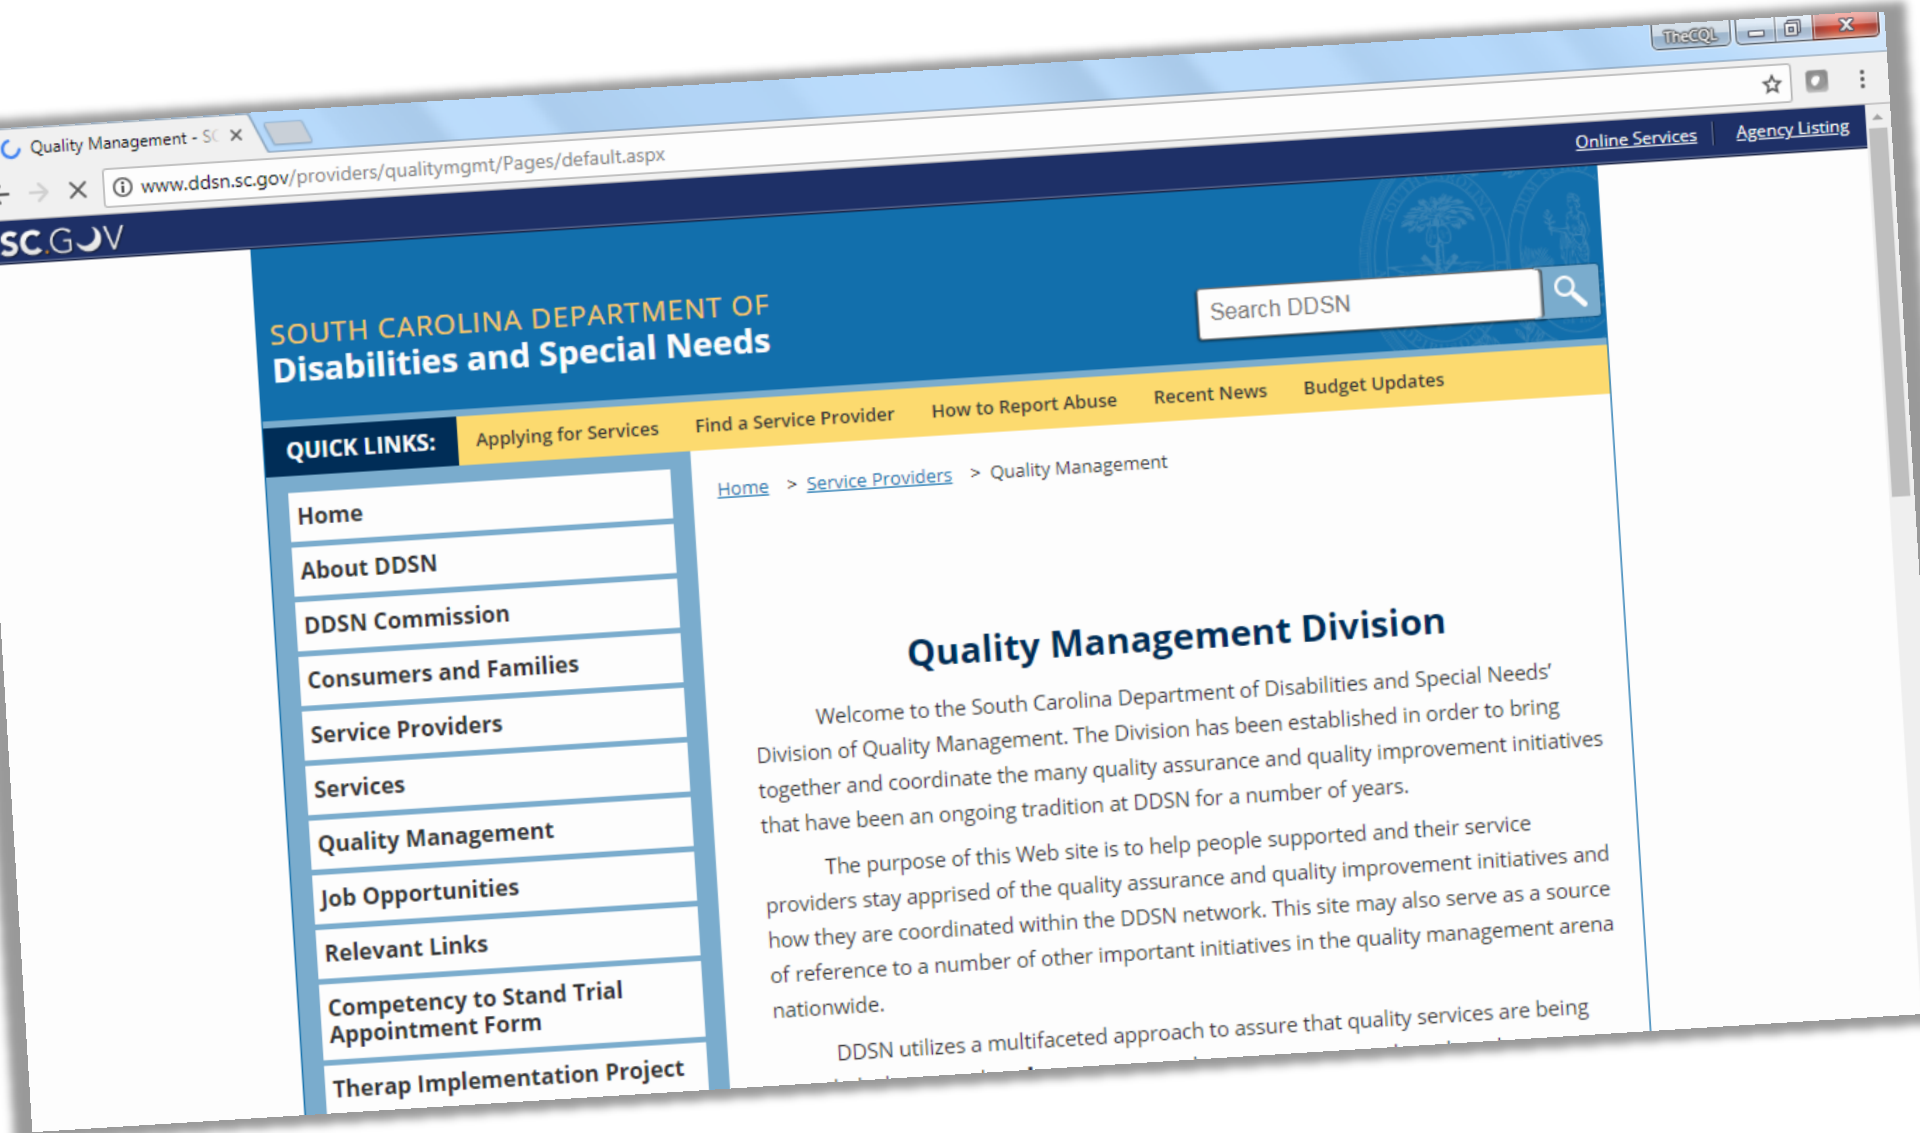 TheCQL
Quality Management - SC
www.ddsn.sc.gov/providers/qualitymgmt/Pages/default.aspx
Online Services
Agency Listing
SC.GOV
SOUTH CAROLINA DEPARTMENT OF
Disabilities and Special Needs
Search DDSN
QUICK LINKS:
Applying for Services
Find a Service Provider
How to Report Abuse
Recent News
Budget Updates
Home
About DDSN
DDSN Commission
Consumers and Families
Service Providers
Services
Quality Management
Job Opportunities
Relevant Links
Competency to Stand Trial
Appointment Form
Therap Implementation Project
Home > Service Providers > Quality Management
Quality Management Division
Welcome to the South Carolina Department of Disabilities and Special Needs’
Division of Quality Management. The Division has been established in order to bring
together and coordinate the many quality assurance and quality improvement initiatives
that have been an ongoing tradition at DDSN for a number of years.
The purpose of this Web site is to help people supported and their service
providers stay apprised of the quality assurance and quality improvement initiatives and
how they are coordinated within the DDSN network. This site may also serve as a source
of reference to a number of other important initiatives in the quality management arena
nationwide.
DDSN utilizes a multifaceted approach to assure that quality services are being